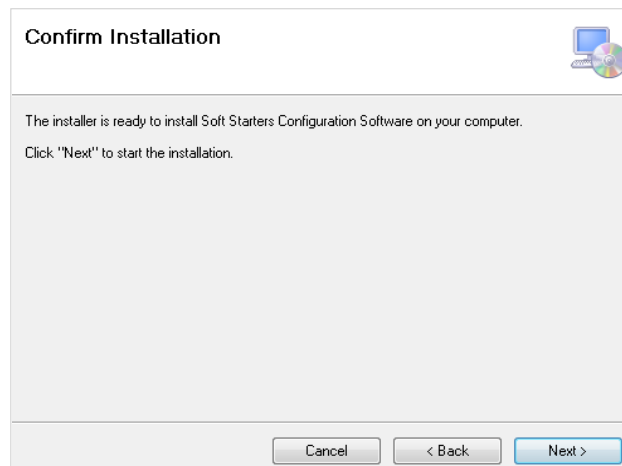 Confirm Installation
The installer is ready to install Soft Starters Configuration Software on your computer.
Click "Next" to start the installation.
Cancel
< Back
Next >